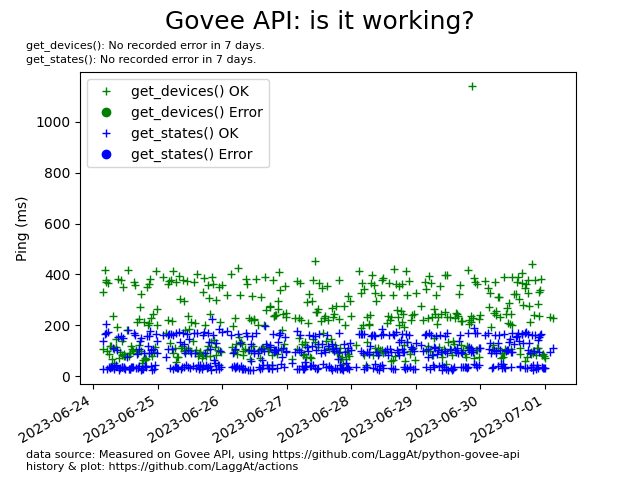 Govee API: is it working?
get_devices(): No recorded error in 7 days.
get_states(): No recorded error in 7 days.
get_devices() OK
get_devices() Error
get_states() OK
get_states() Error
Ping (ms)
1000
800
600
400
200
0
2023-06-24
2023-06-25
2023-06-26
2023-06-27
2023-06-28
2023-06-29
2023-06-30
2023-07-01
data source: Measured on Govee API, using https://github.com/LaggAt/python-govee-api
history & plot: https://github.com/LaggAt/actions